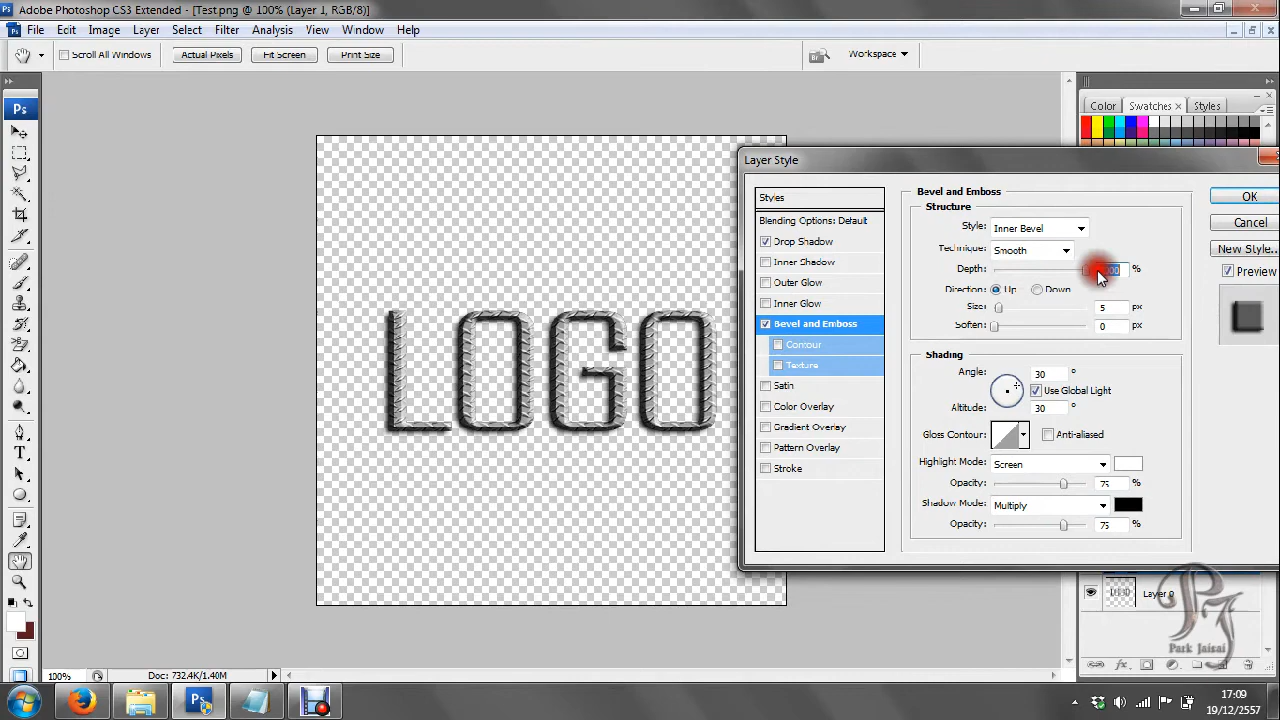 Adobe Photoshop CS3 Extended - [Test.png @ 100% (Layer 1, RGB/8)]
File Edit Image Layer Select Filter Analysis View Window Help
Scroll All Windows Actual Pixels Fit Screen Print Size Workspace
Ps
Color Swatches Styles
Layer Style
Styles
Blending Options: Default
Drop Shadow
Inner Shadow
Outer Glow
Inner Glow
Bevel and Emboss
Contour
Texture
Satin
Color Overlay
Gradient Overlay
Pattern Overlay
Stroke
Bevel and Emboss
Structure
Style: Inner Bevel
Technique: Smooth
Depth: %
Direction: Up Down
Size: 5 px
Soften: 0 px
Shading
Angle: 30 °
Use Global Light
Altitude: 30 °
Gloss Contour: Anti-aliased
Highlight Mode: Screen
Opacity: 75 %
Shadow Mode: Multiply
Opacity: 75 %
OK
Cancel
New Style...
Preview
LOGO
Layer 0
Park Jaisai
100% Doc: 732.4K/1.40M
17:09
19/12/2557